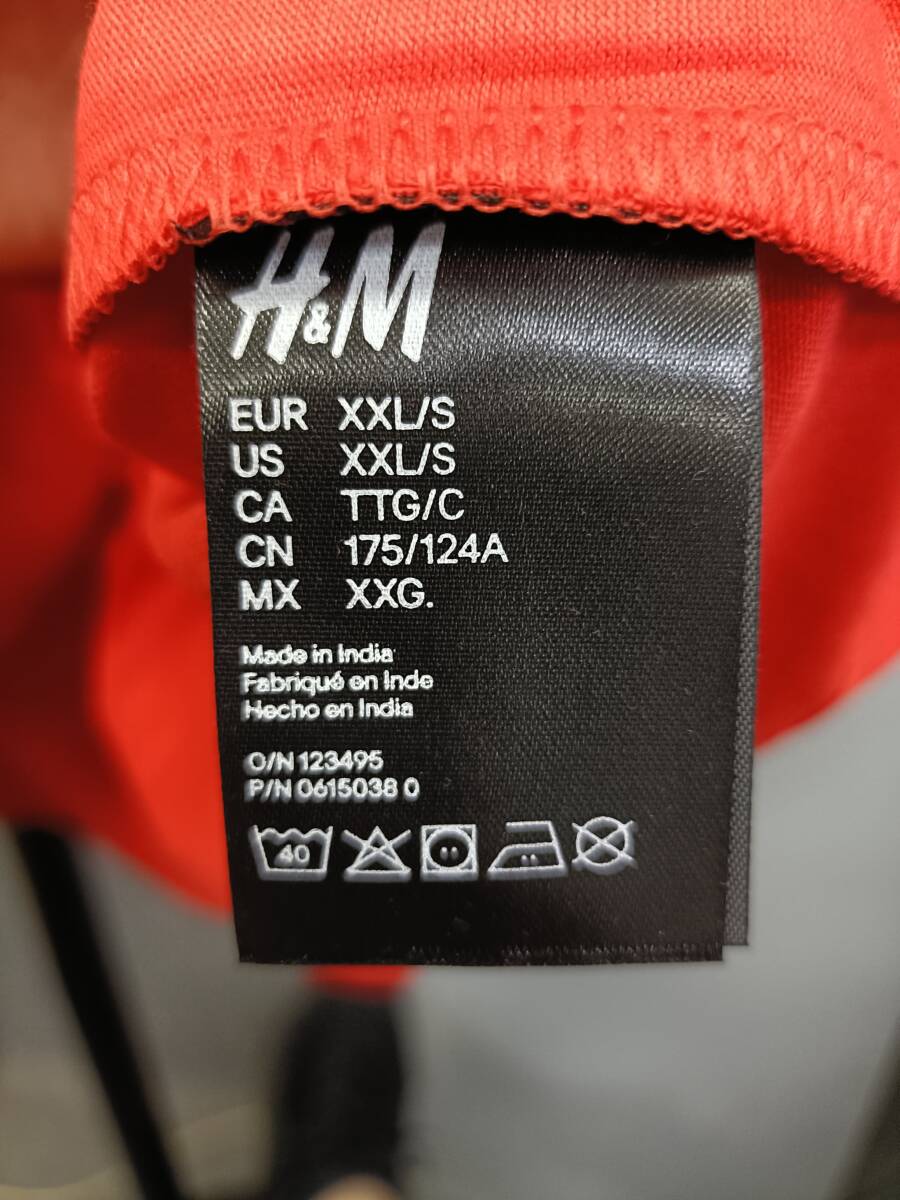 H&M
EUR XXL/S
US XXL/S
CA TTG/C
CN 175/124A
MX XXG.
Made in India
Fabriqué en Inde
Hecho en India
O/N 123495
P/N 0615038 0
40